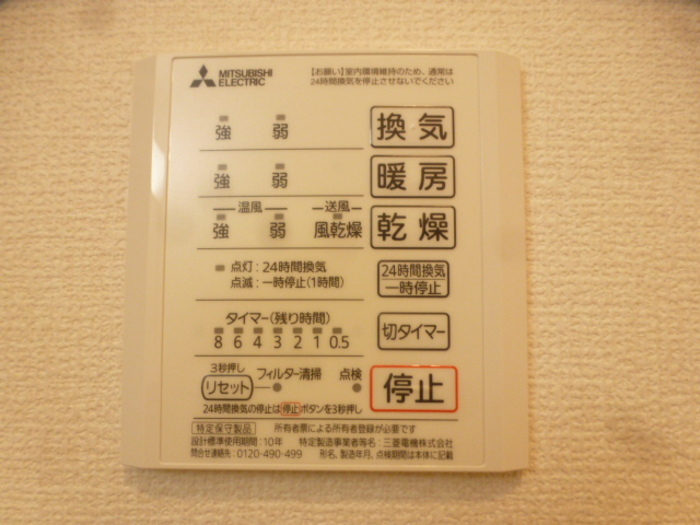 MITSUBISHI
ELECTRIC
【お願い】室内環境維持のため、通常は
24時間換気を停止させないでください
強 弱 換気
強 弱 暖房
温風 送風
強 弱 風乾燥 乾燥
点灯:24時間換気
点滅:一時停止(1時間)
24時間換気
一時停止
タイマー(残り時間)
8 6 4 3 2 1 0.5
切タイマー
3秒押し
リセット フィルター清掃 点検
停止
24時間換気の停止は停止ボタンを3秒押し
特定保守製品 所有者票による所有者登録が必要です
設計標準使用期間:10年 特定製造事業者等名:三菱電機株式会社
問合せ連絡先:0120-490-499 形名、製造年月、点検期間は本体に記載